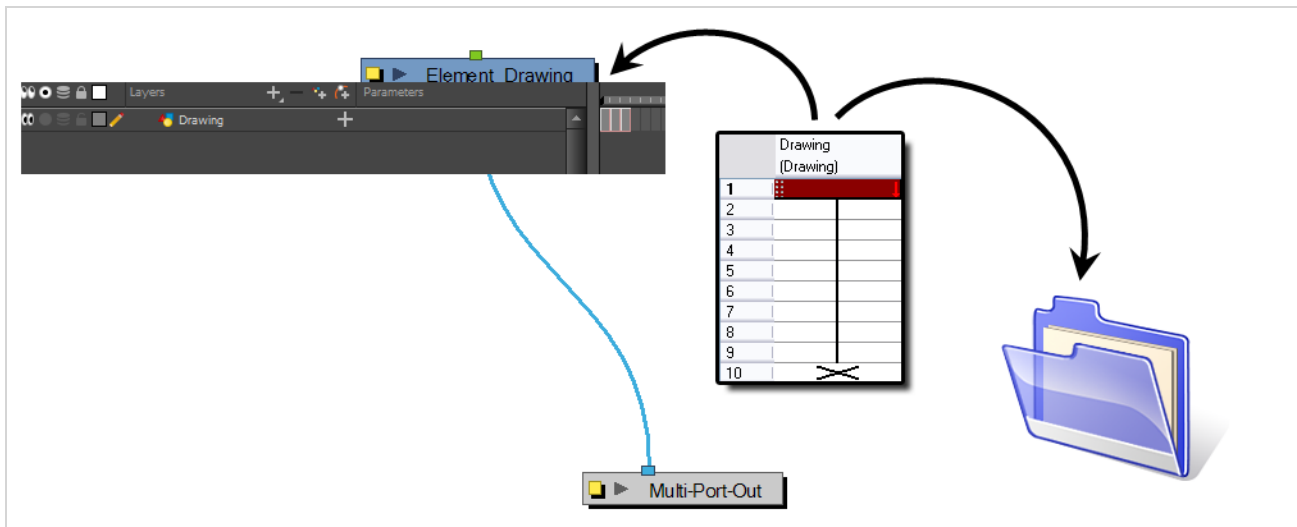 Element_Drawing
Layers Parameters
Drawing
Drawing
(Drawing)
1
2
3
4
5
6
7
8
9
10
Multi-Port-Out